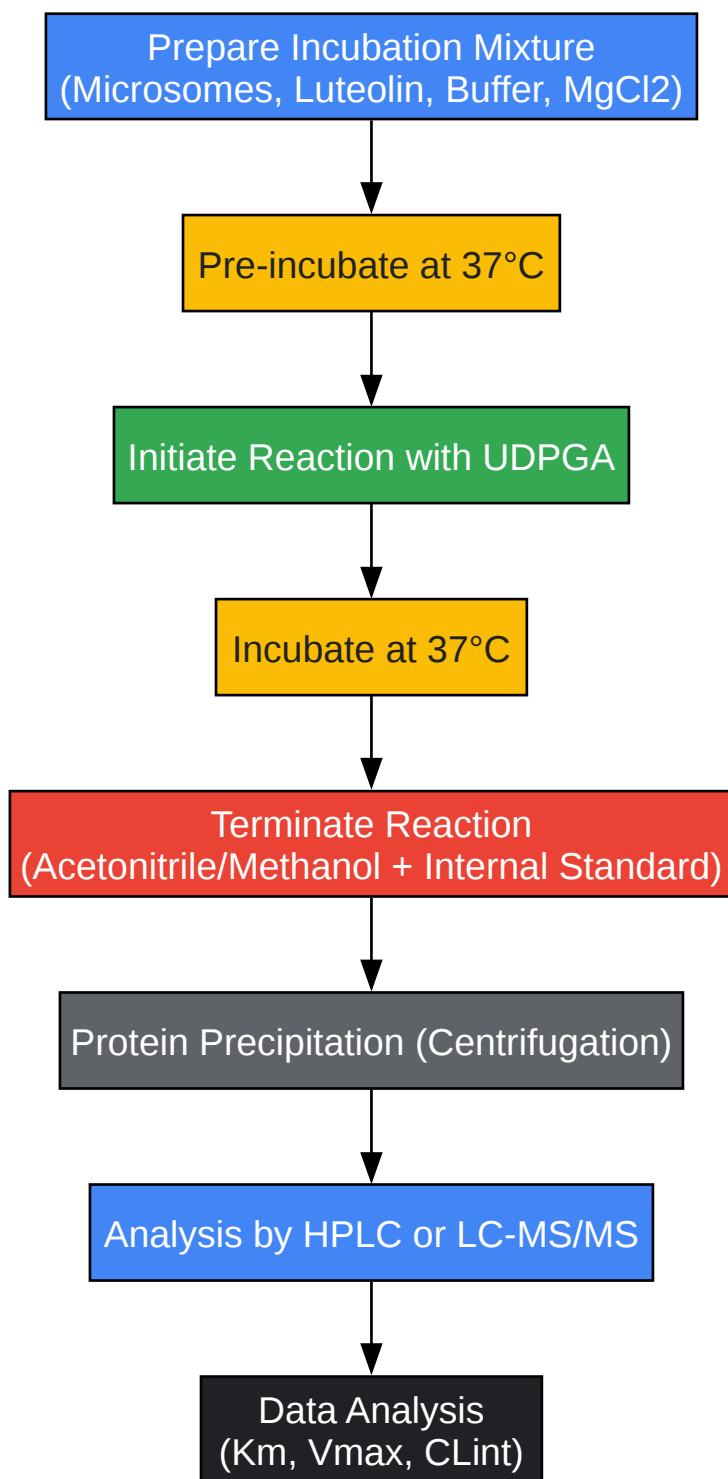 Prepare Incubation Mixture
(Microsomes, Luteolin, Buffer, MgCl2)
Pre-incubate at 37°C
Initiate Reaction with UDPGA
Incubate at 37°C
Terminate Reaction
(Acetonitrile/Methanol + Internal Standard)
Protein Precipitation (Centrifugation)
Analysis by HPLC or LC-MS/MS
Data Analysis
(Km, Vmax, CLint)